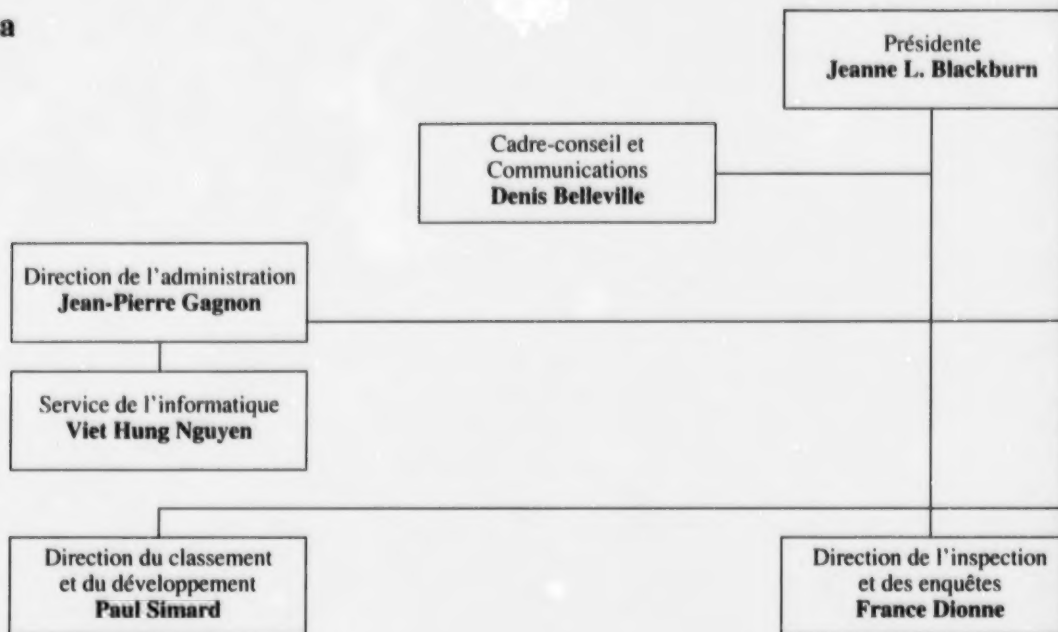 a
Présidente
Jeanne L. Blackburn
Cadre-conseil et
Communications
Denis Belleville
Direction de l'administration
Jean-Pierre Gagnon
Service de l'informatique
Viet Hung Nguyen
Direction du classement
et du développement
Paul Simard
Direction de l'inspection
et des enquêtes
France Dionne